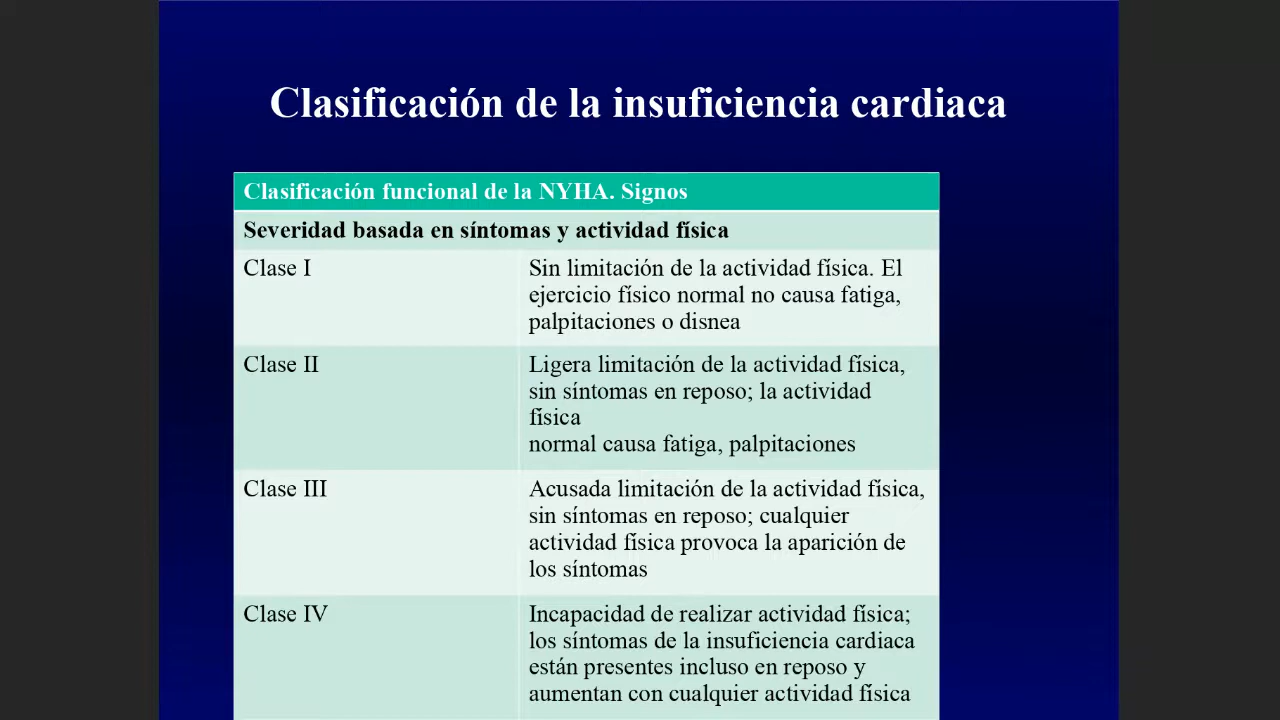 Clasificación de la insuficiencia cardiaca
Clasificación funcional de la NYHA. Signos
Severidad basada en síntomas y actividad física
Clase I
Sin limitación de la actividad física. El
ejercicio físico normal no causa fatiga,
palpitaciones o disnea
Clase II
Ligera limitación de la actividad física,
sin síntomas en reposo; la actividad
física
normal causa fatiga, palpitaciones
Clase III
Acusada limitación de la actividad física,
sin síntomas en reposo; cualquier
actividad física provoca la aparición de
los síntomas
Clase IV
Incapacidad de realizar actividad física;
los síntomas de la insuficiencia cardiaca
están presentes incluso en reposo y
aumentan con cualquier actividad física